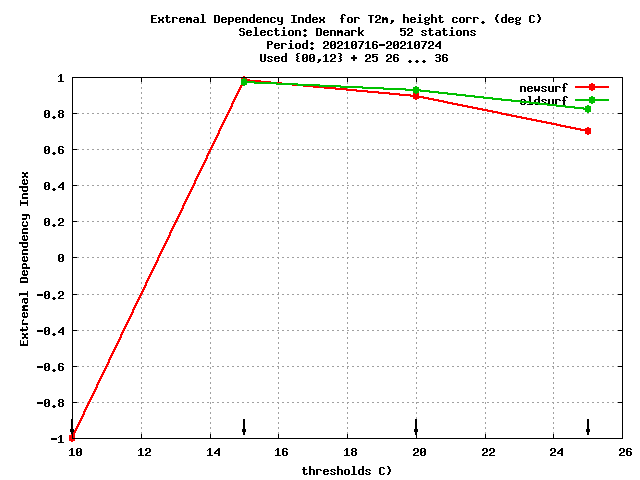 Extremal Dependency Index  for T2m, height corr. (deg C)
Selection: Denmark     52 stations
Period: 20210716-20210724
Used {00,12} + 25 26 ... 36
newsurf
oldsurf
1
0.8
0.6
0.4
0.2
0
-0.2
-0.4
-0.6
-0.8
-1
Extremal Dependency Index
10 12 14 16 18 20 22 24 26
thresholds C)